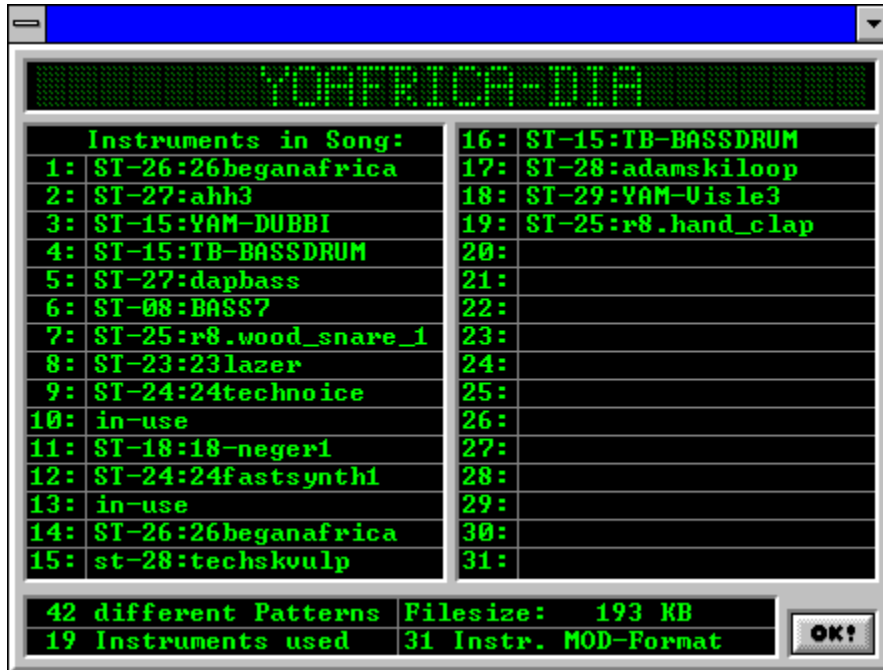 YOAFRICA-DIA
Instruments in Song:
1: ST-26:26beganafrica
2: ST-27:ahh3
3: ST-15:YAM-DUBBI
4: ST-15:TB-BASSDRUM
5: ST-27:dapbass
6: ST-08:BASS7
7: ST-25:r8.wood_snare_1
8: ST-23:23lazer
9: ST-24:24technoice
10: in-use
11: ST-18:18-neger1
12: ST-24:24fastsynth1
13: in-use
14: ST-26:26beganafrica
15: st-28:techskvulp
16: ST-15:TB-BASSDRUM
17: ST-28:adamskiloop
18: ST-29:YAM-Visle3
19: ST-25:r8.hand_clap
20:
21:
22:
23:
24:
25:
26:
27:
28:
29:
30:
31:
42 different Patterns
19 Instruments used
Filesize: 193 KB
31 Instr. MOD-Format
OK!